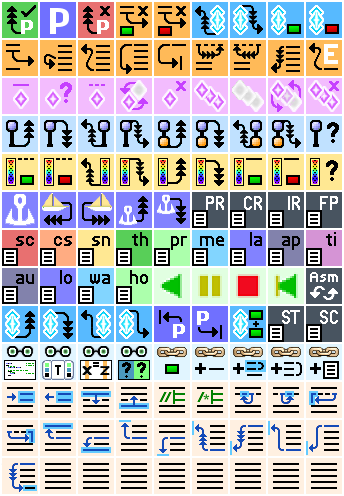 P P P
E
?
?
?
PR CR IR FP
sc cs sn th pr me la ap ti
au lo wa ho Asm
P P ST SC
T x=z ? ?
// /*